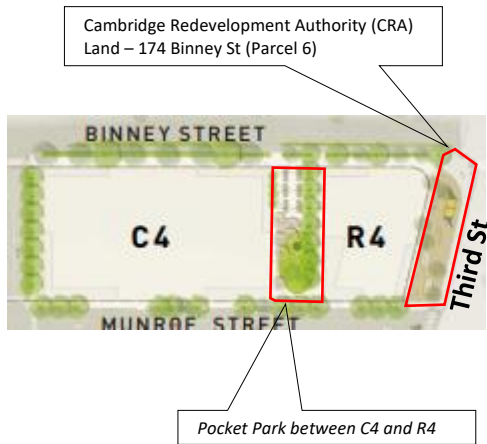 Cambridge Redevelopment Authority (CRA)
Land – 174 Binney St (Parcel 6)
BINNEY STREET
C4
R4
Third St
MUNROE STREET
Pocket Park between C4 and R4